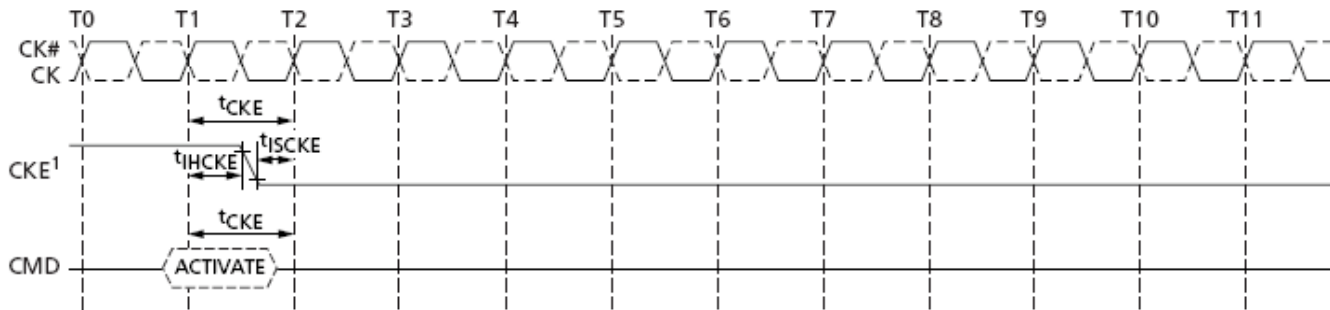 T0 T1 T2 T3 T4 T5 T6 T7 T8 T9 T10 T11
CK#
CK
tCKE
tISCKE
CKE1
tIHCKE
tCKE
CMD
ACTIVATE